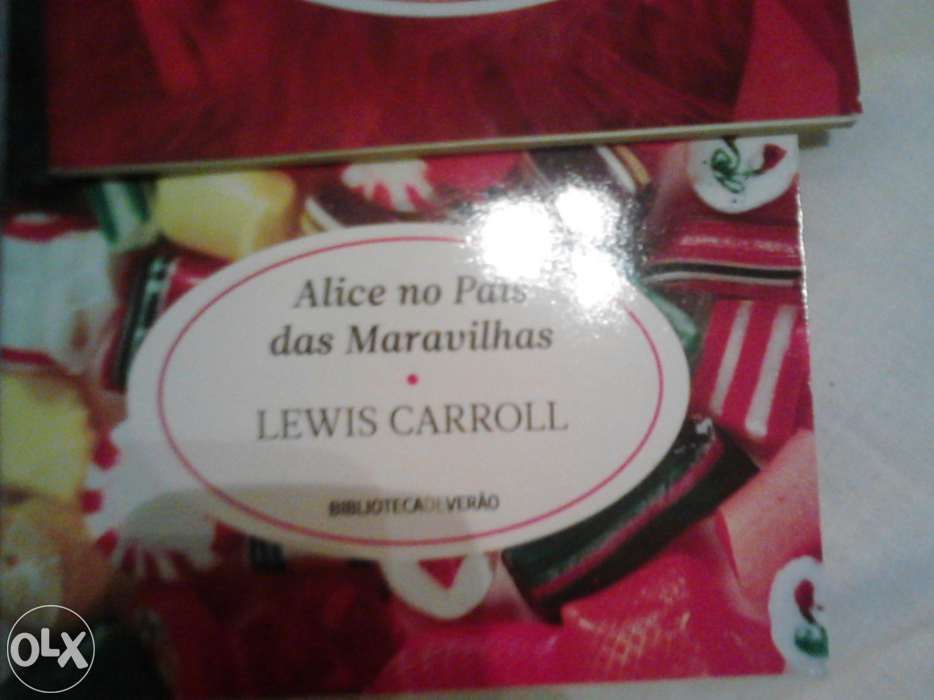 Alice no País
das Maravilhas
LEWIS CARROLL
BIBLIOTECADEVERÃO
OLX